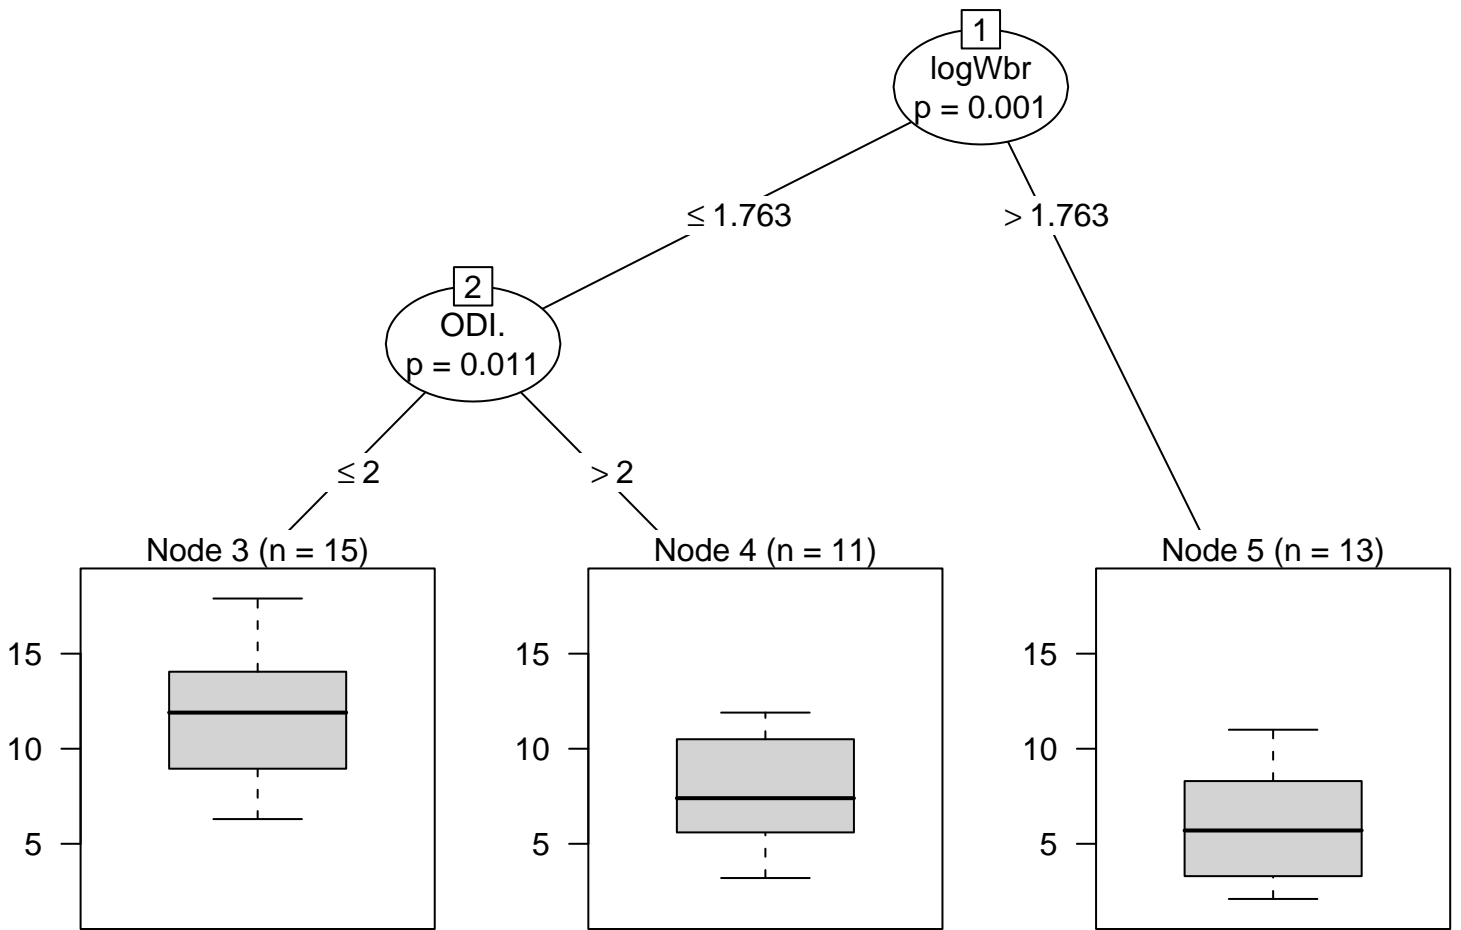 1
logWbr
p = 0.001
≤ 1.763
> 1.763
2
ODI.
p = 0.011
≤ 2
> 2
Node 3 (n = 15)
15
10
5
Node 4 (n = 11)
15
10
5
Node 5 (n = 13)
15
10
5